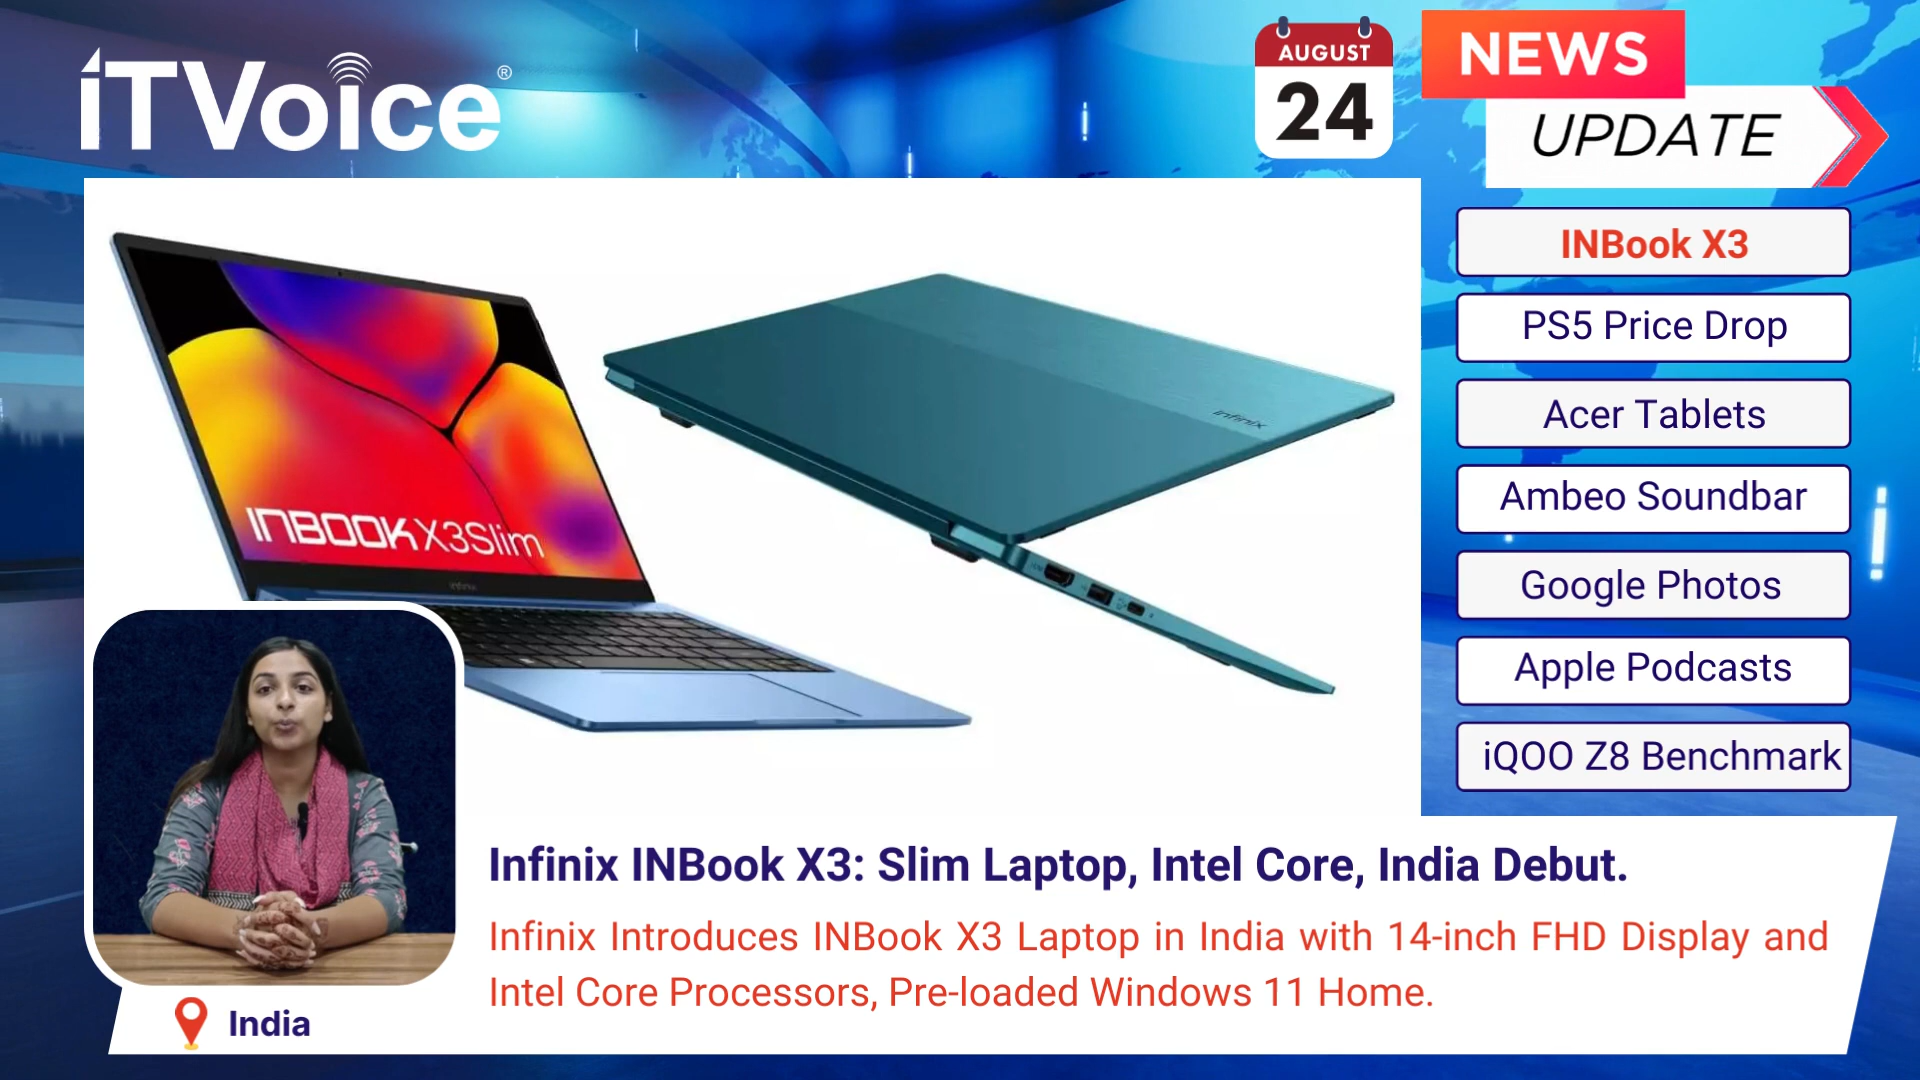 iTVoice®
AUGUST
24
NEWS
UPDATE
INBook X3
PS5 Price Drop
Acer Tablets
Ambeo Soundbar
Google Photos
Apple Podcasts
iQOO Z8 Benchmark
INBOOK X3Slim
Infinix
Infinix
Infinix INBook X3: Slim Laptop, Intel Core, India Debut.
Infinix Introduces INBook X3 Laptop in India with 14-inch FHD Display and
Intel Core Processors, Pre-loaded Windows 11 Home.
India